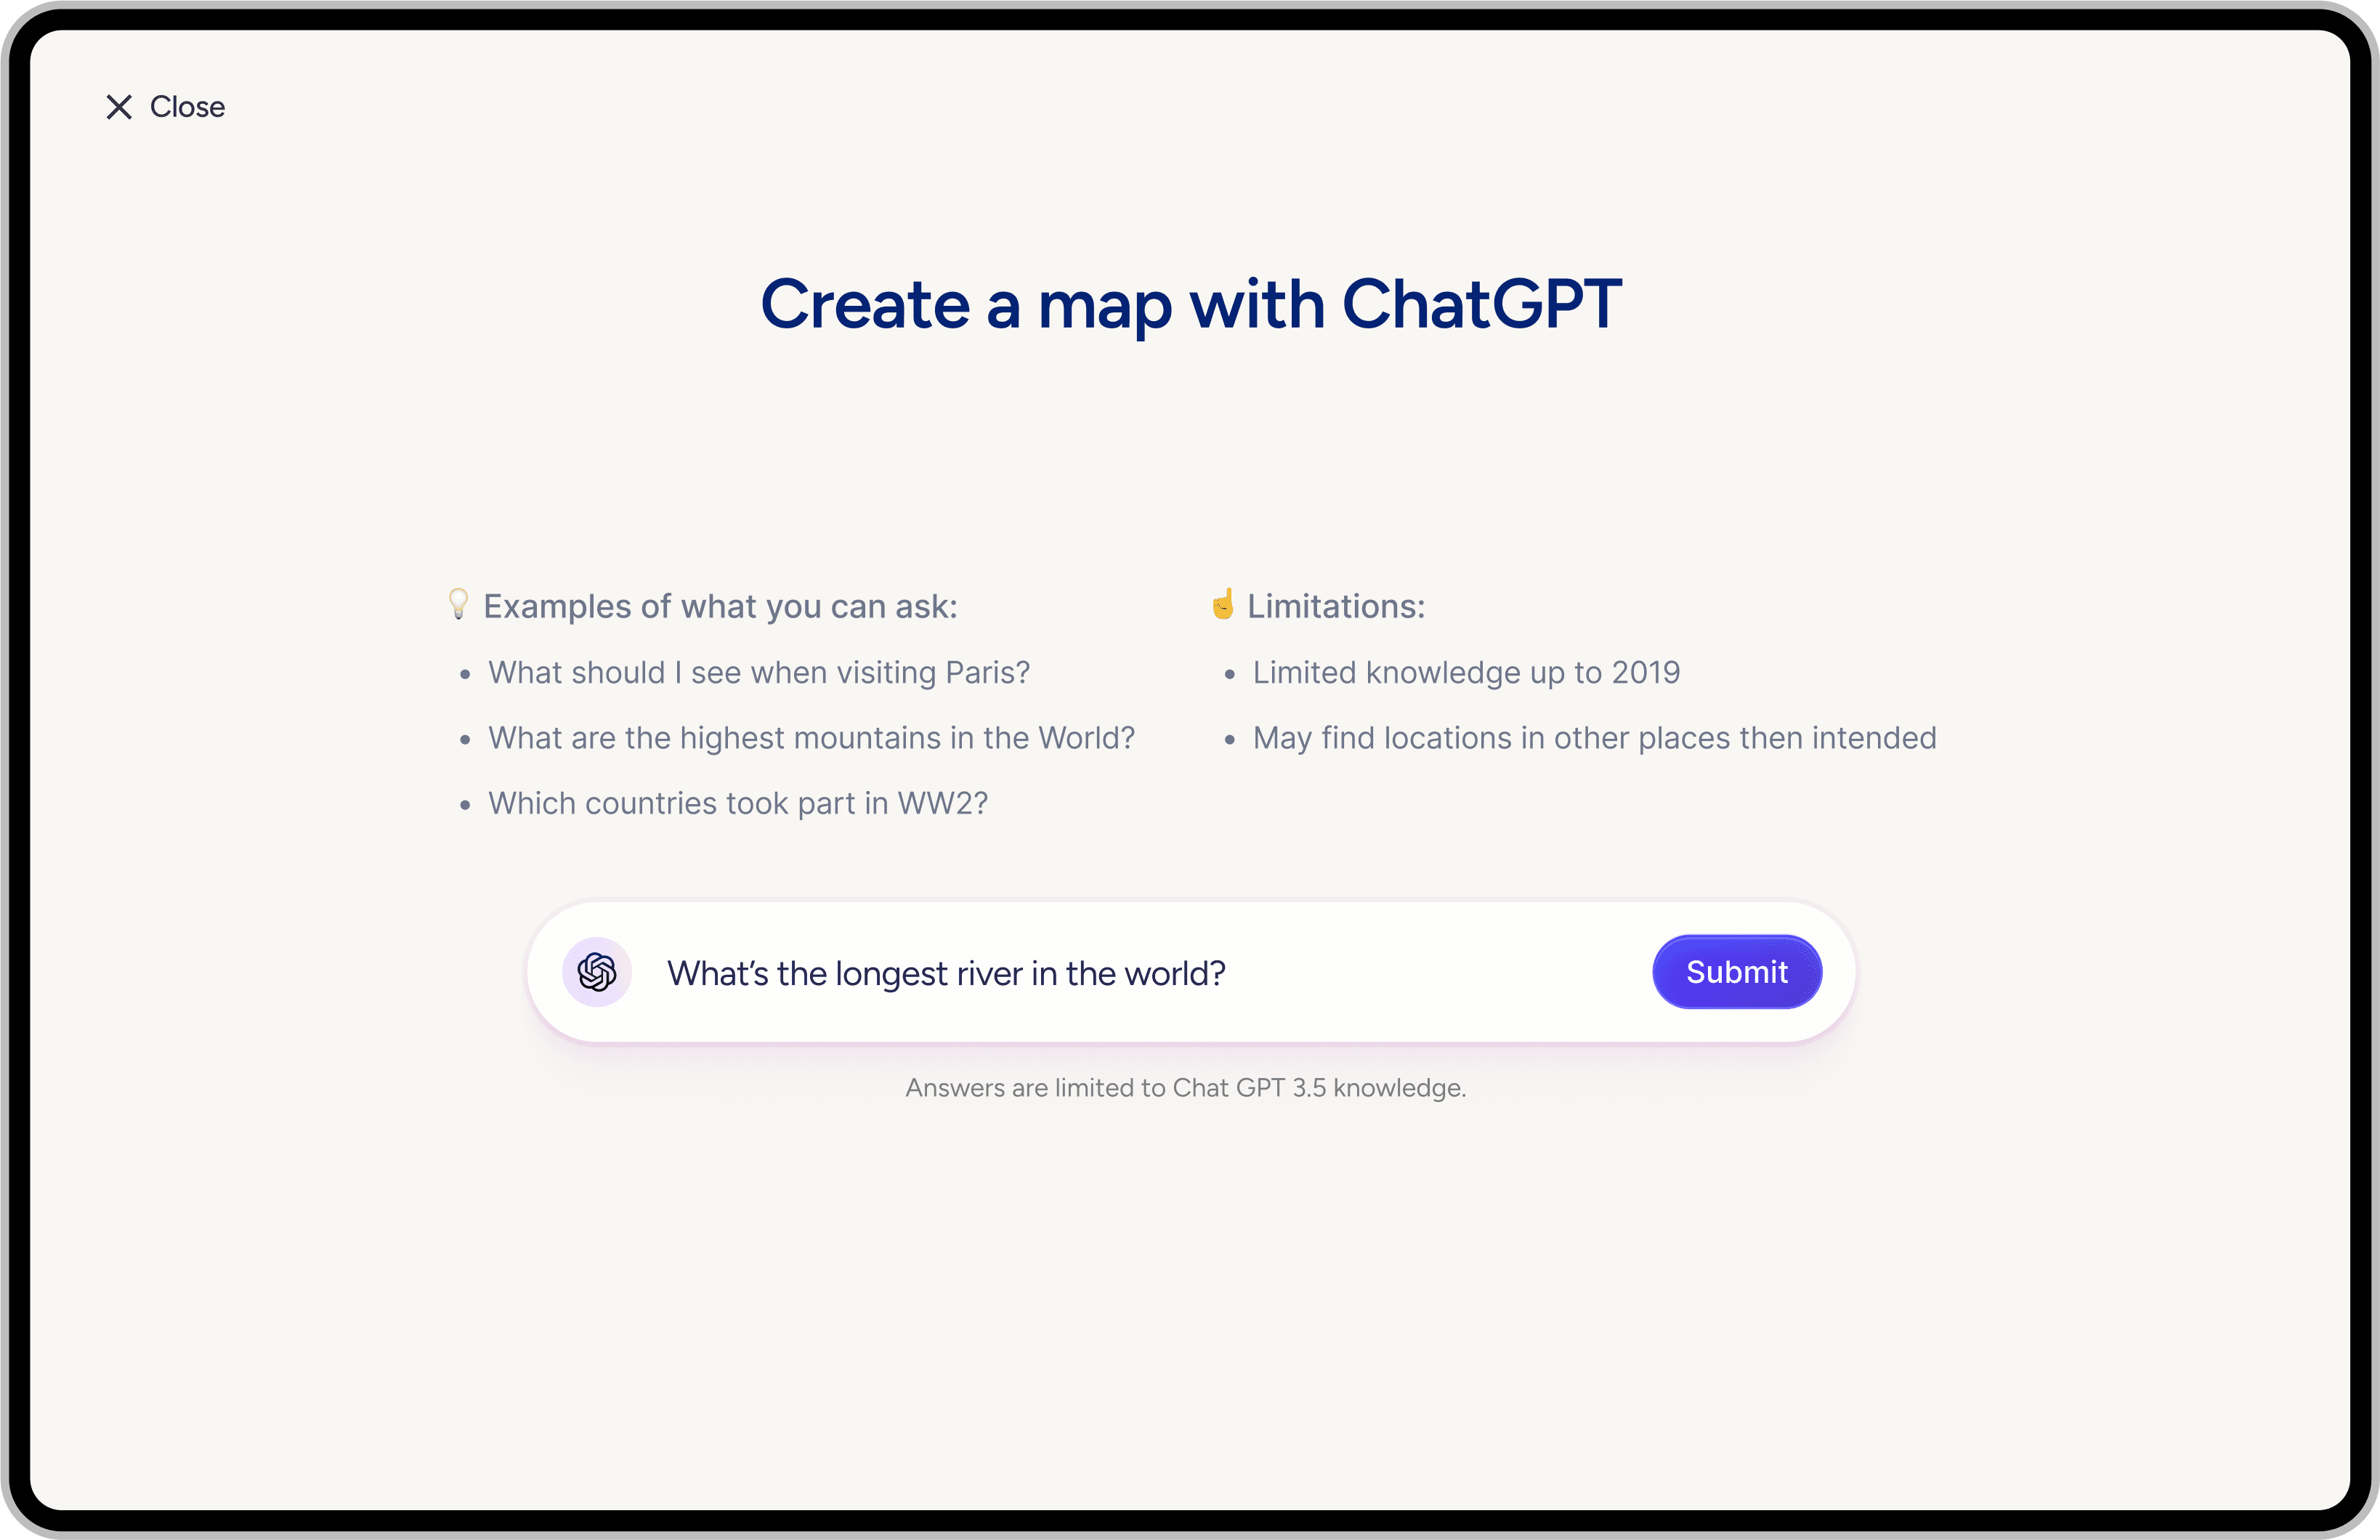 Close
Create a map with ChatGPT
💡 Examples of what you can ask:
• What should I see when visiting Paris?
• What are the highest mountains in the World?
• Which countries took part in WW2?
☝️ Limitations:
• Limited knowledge up to 2019
• May find locations in other places then intended
What's the longest river in the world?
Submit
Answers are limited to Chat GPT 3.5 knowledge.